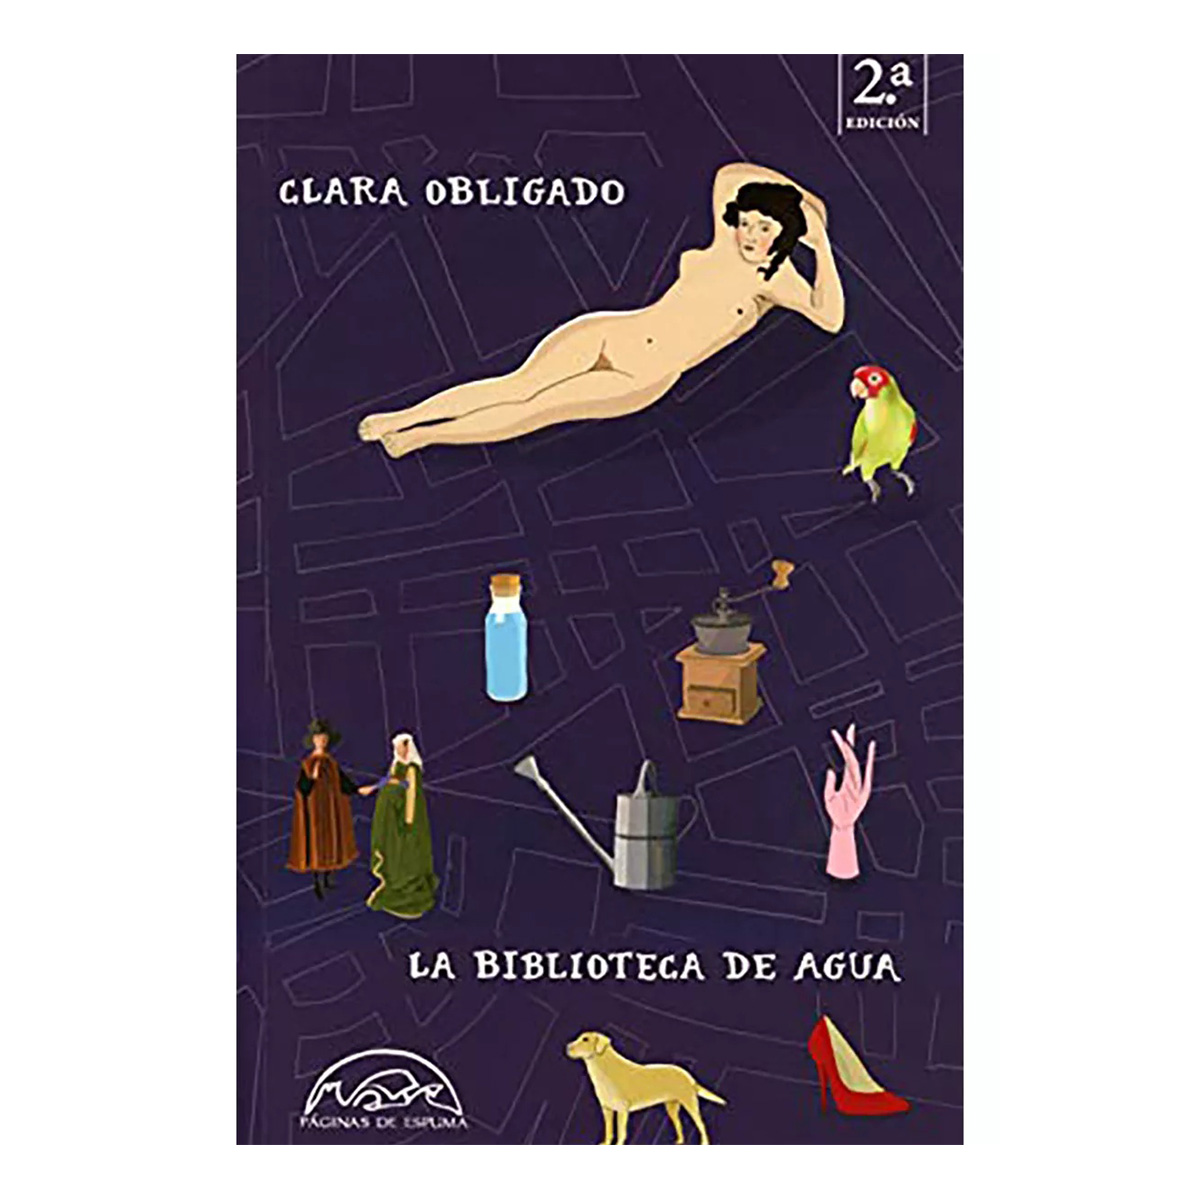 2.ª
EDICIÓN
CLARA OBLIGADO
LA BIBLIOTECA DE AGUA
PÁGINAS DE ESPUMA